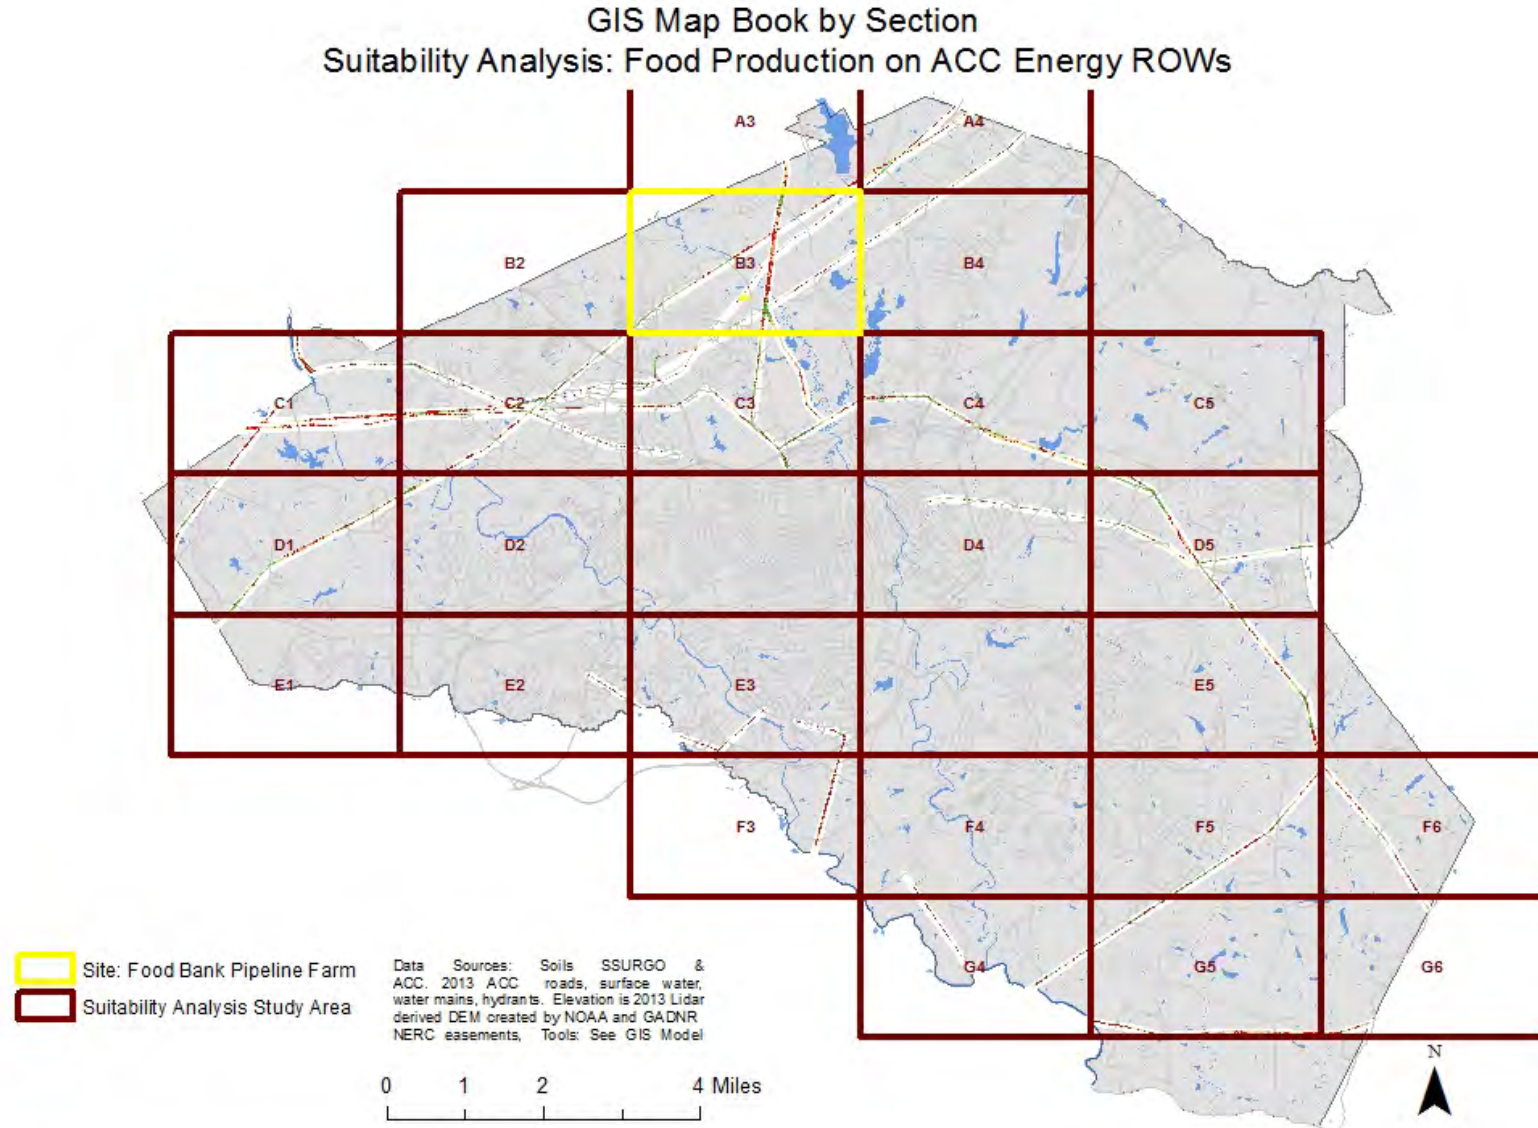 GIS Map Book by Section
Suitability Analysis: Food Production on ACC Energy ROWs
A3 A4
B2 B3 B4
C1 C2 C3 C4 C5
D1 D2 D4 D5
E1 E2 E3 E5
F3 F4 F5 F6
G4 G5 G6
Site: Food Bank Pipeline Farm
Suitability Analysis Study Area
Data Sources: Soils SSURGO &
ACC. 2013 ACC roads, surface water,
water mains, hydrants. Elevation is 2013 Lidar
derived DEM created by NOAA and GADNR
NERC easements, Tools: See GIS Model
0 1 2 4 Miles
N